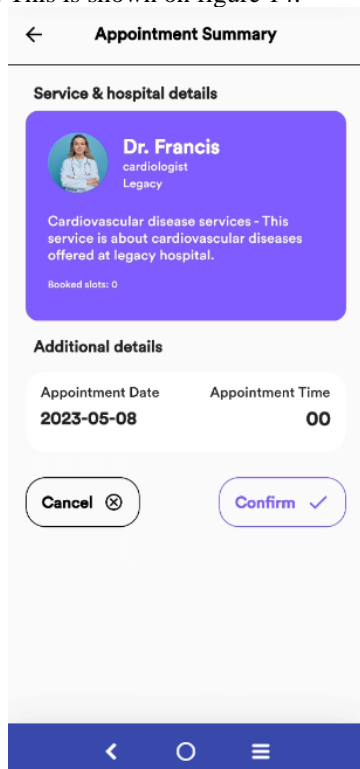 This is shown on figure 14.
Appointment Summary
Service & hospital details
Dr. Francis
cardiologist
Legacy
Cardiovascular disease services - This
service is about cardiovascular diseases
offered at legacy hospital.
Booked slots: 0
Additional details
Appointment Date Appointment Time
2023-05-08 00
Cancel Confirm